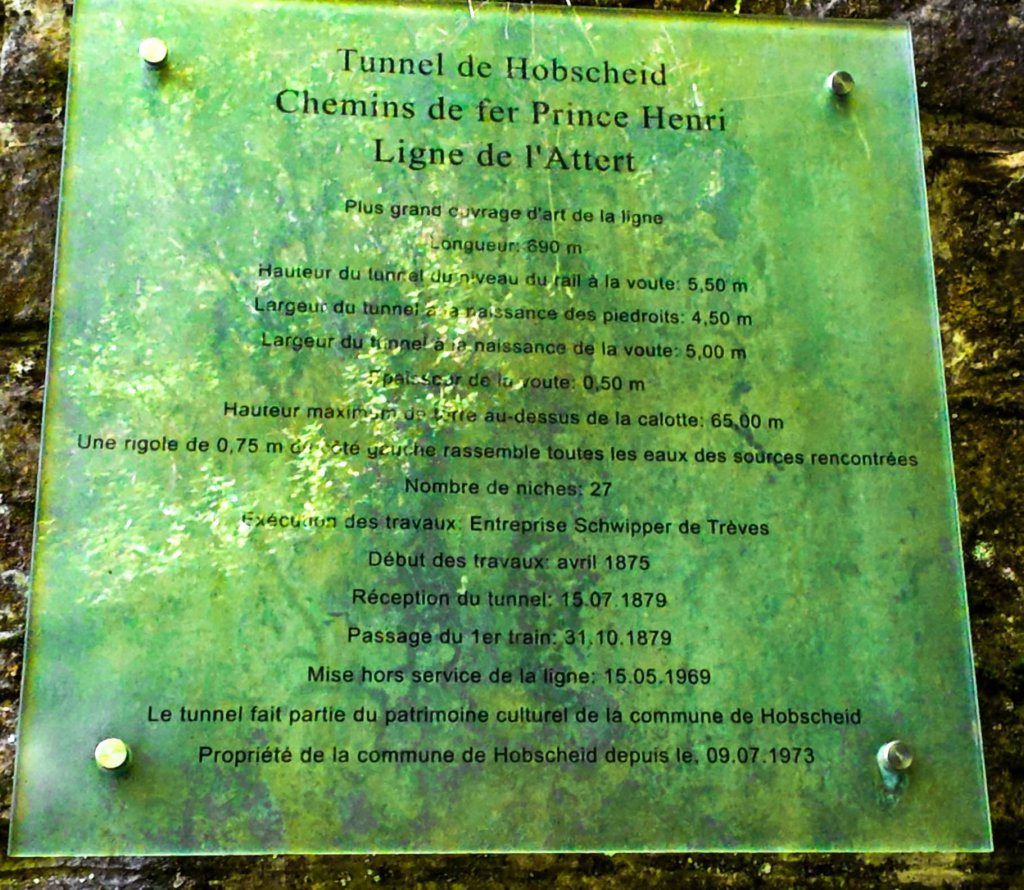 Tunnel de Hobscheid
Chemins de fer Prince Henri
Ligne de l'Attert
Plus grand ouvrage d'art de la ligne
Longueur: 690 m
Hauteur du tunnel du niveau du rail à la voute: 5,50 m
Largeur du tunnel à la naissance des piedroits: 4,50 m
Largeur du tunnel à la naissance de la voute: 5,00 m
Epaisseur de la voute: 0,50 m
Hauteur maximum de terre au-dessus de la calotte: 65,00 m
Une rigole de 0,75 m du côté gauche rassemble toutes les eaux des sources rencontrées
Nombre de niches: 27
Exécution des travaux: Entreprise Schwipper de Trèves
Début des travaux: avril 1875
Réception du tunnel: 15.07.1879
Passage du 1er train: 31.10.1879
Mise hors service de la ligne: 15.05.1969
Le tunnel fait partie du patrimoine culturel de la commune de Hobscheid
Propriété de la commune de Hobscheid depuis le. 09.07.1973